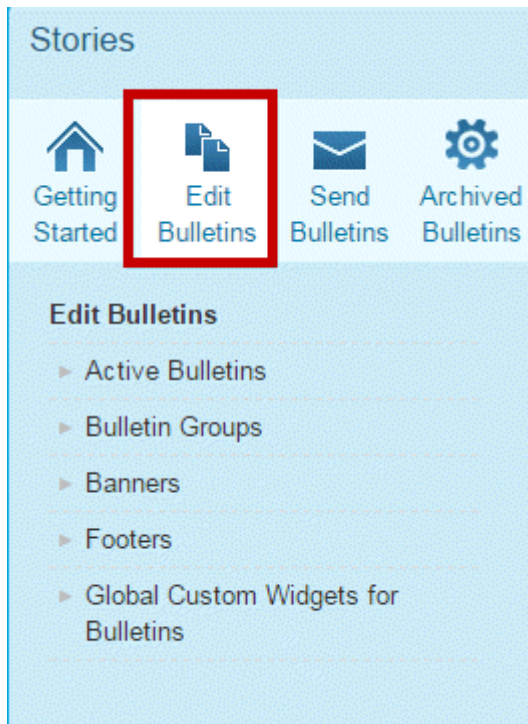 Stories
Getting Started
Edit Bulletins
Send Bulletins
Archived Bulletins
Edit Bulletins
Active Bulletins
Bulletin Groups
Banners
Footers
Global Custom Widgets for
Bulletins